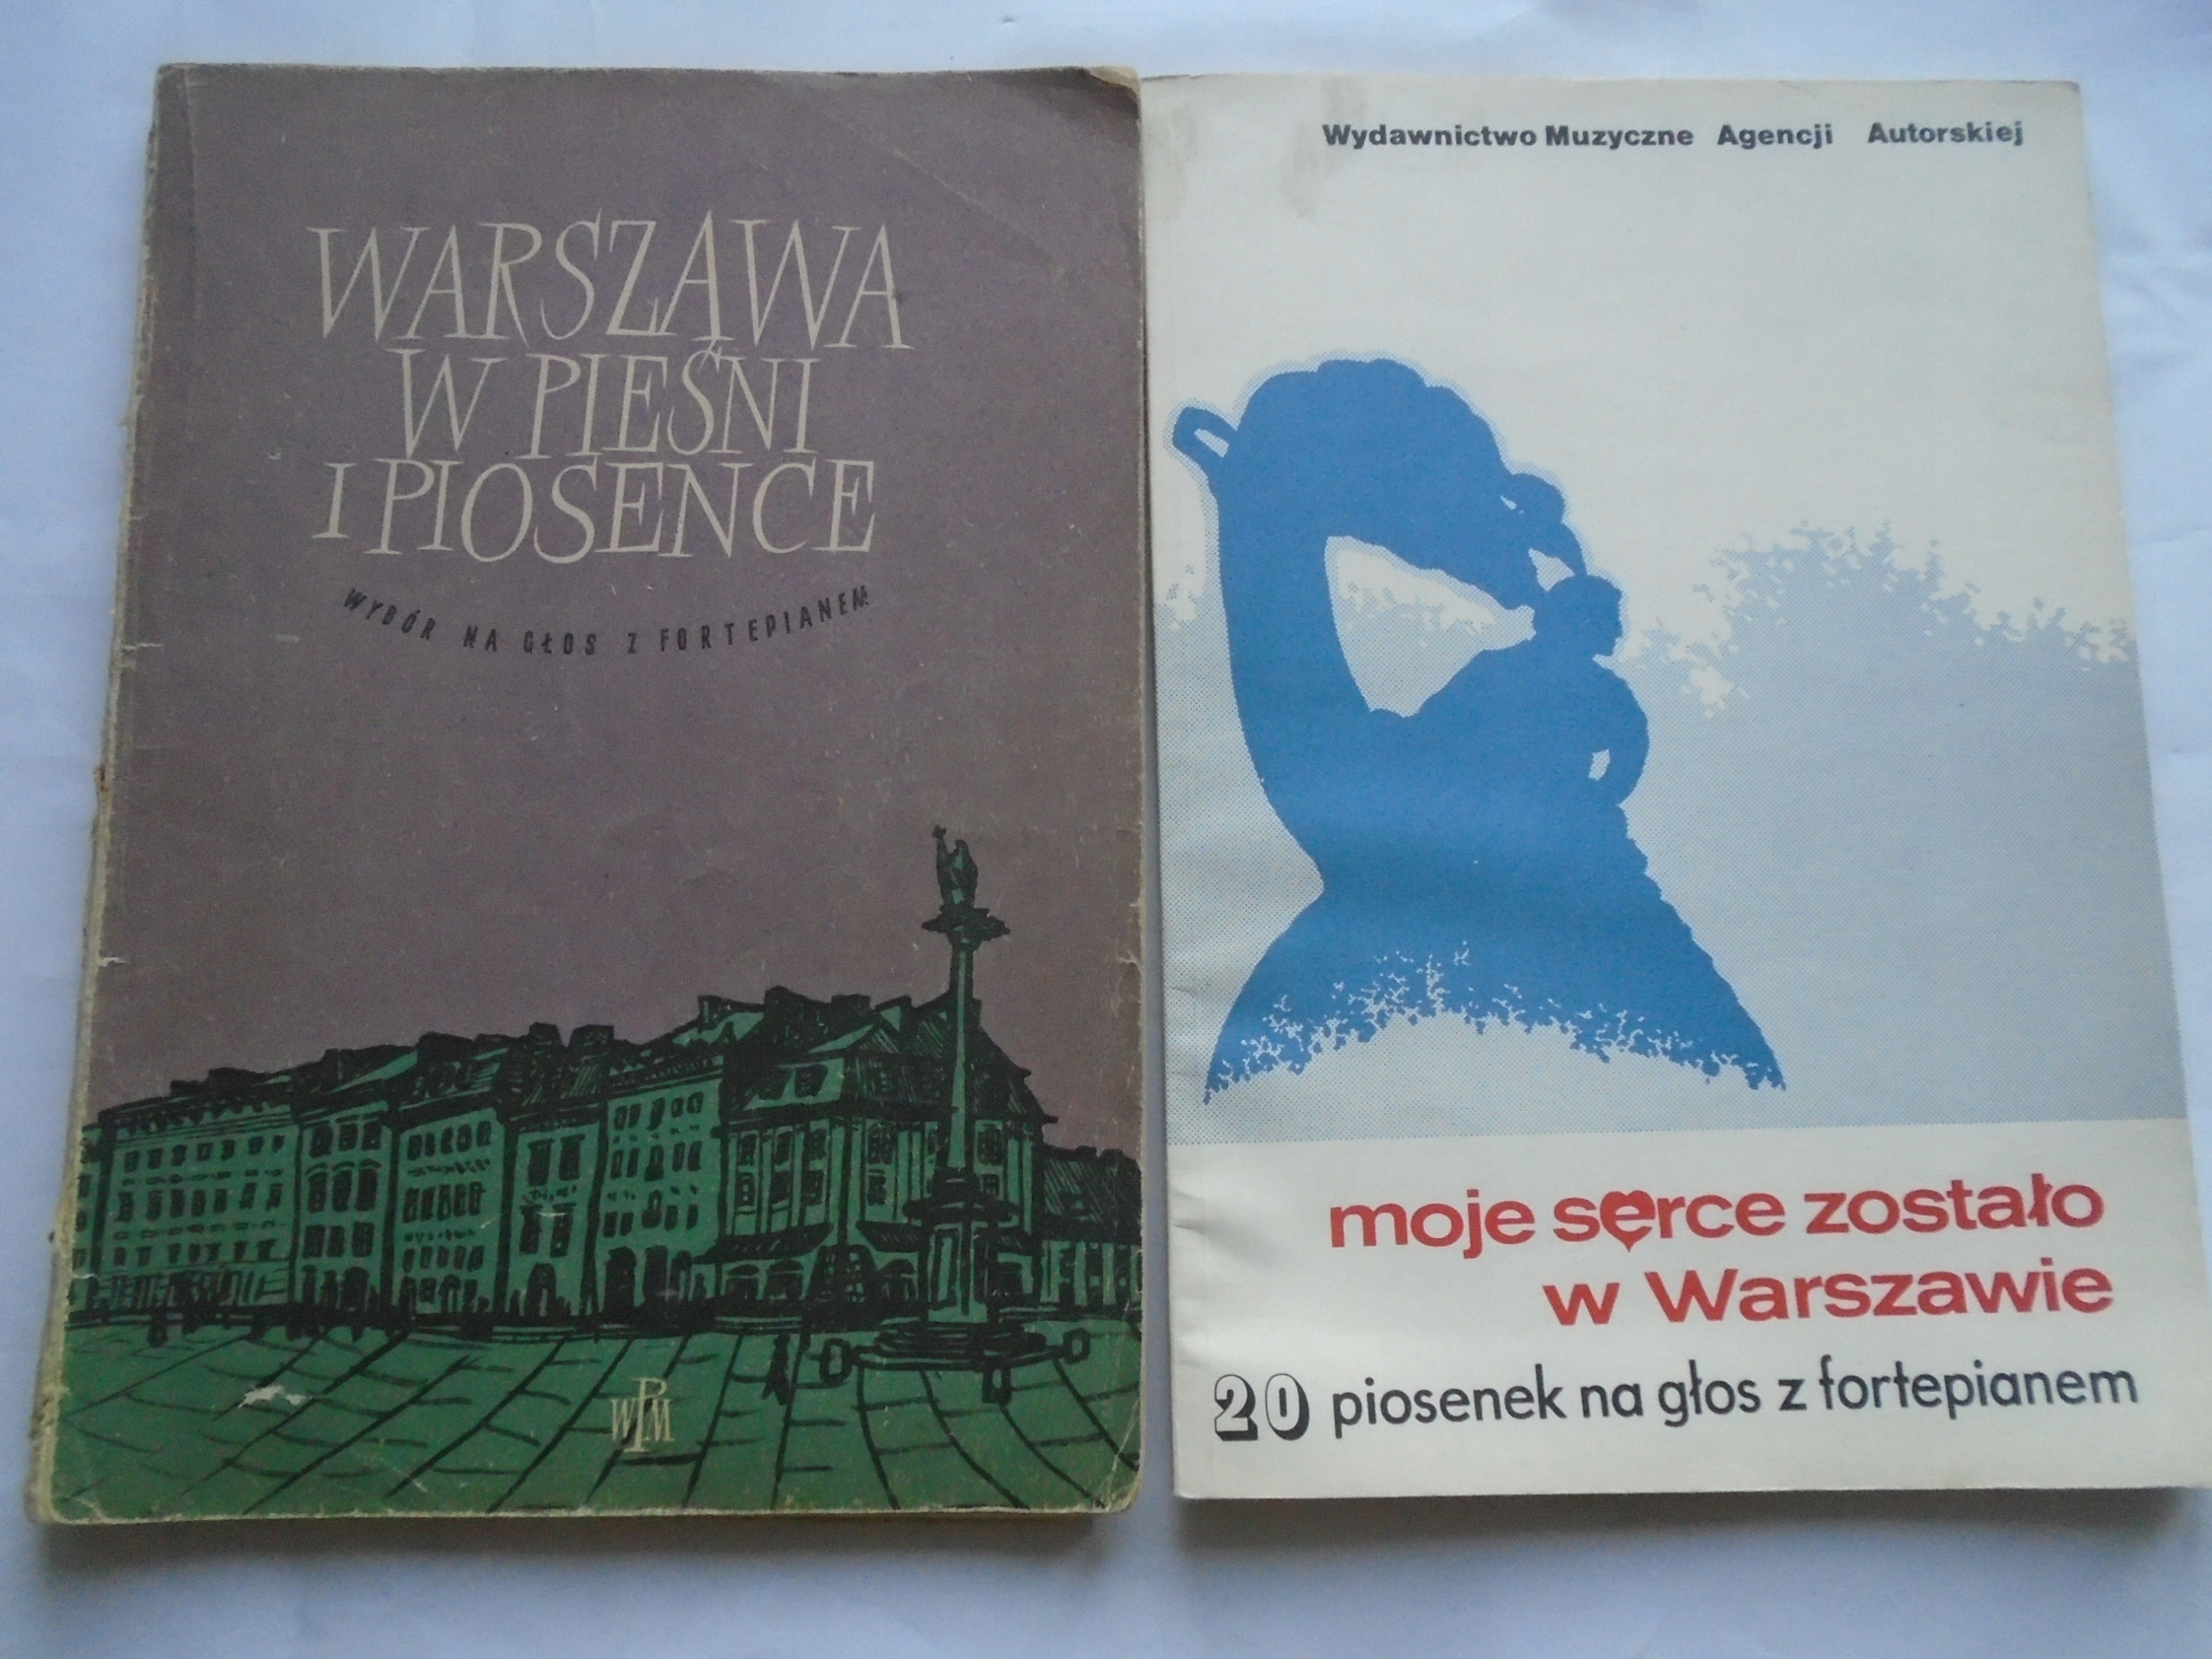 WARSZAWA
W PIEŚNI
I PIOSENCE
WYBÓR NA GŁOS Z FORTEPIANEM
PWM
Wydawnictwo Muzyczne Agencji Autorskiej
moje serce zostało
w Warszawie
20 piosenek na głos z fortepianem